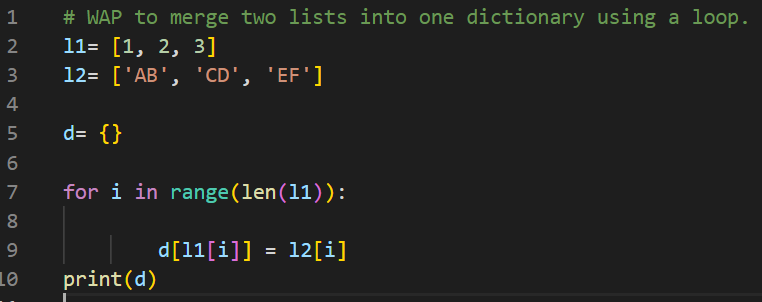 1 # WAP to merge two lists into one dictionary using a loop.
2 l1= [1, 2, 3]
3 l2= ['AB', 'CD', 'EF']
4
5 d= {}
6
7 for i in range(len(l1)):
8
9         d[l1[i]] = l2[i]
10 print(d)